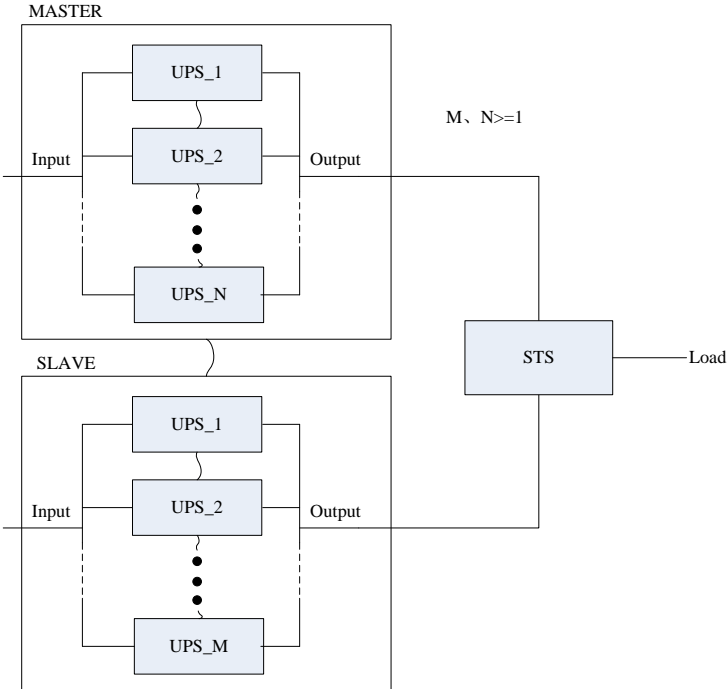 MASTER
UPS_1
M、N>=1
Input
UPS_2
Output
UPS_N
STS
Load
SLAVE
UPS_1
Input
UPS_2
Output
UPS_M